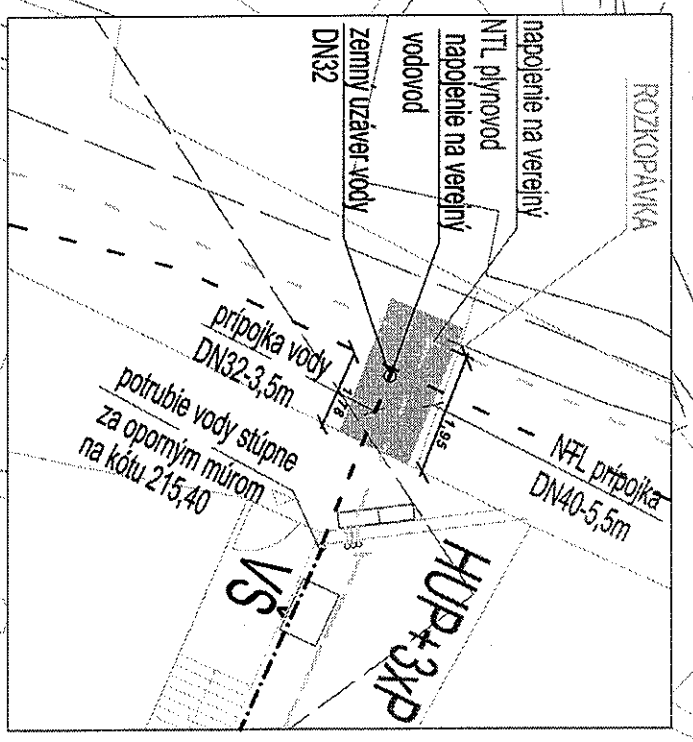 ROZKOPÁVKA
napojenie na verejný
NTL plynovod
napojenie na verejný
vodovod
zemný uzáver vody
DN32
prípojka vody
DN32-3,5m
1,78
1,95
potrubie vody stúpne
za oporným múrom
na kótu 215,40
NTL prípojka
DN40-5,5m
HUP+3xP
VŠ